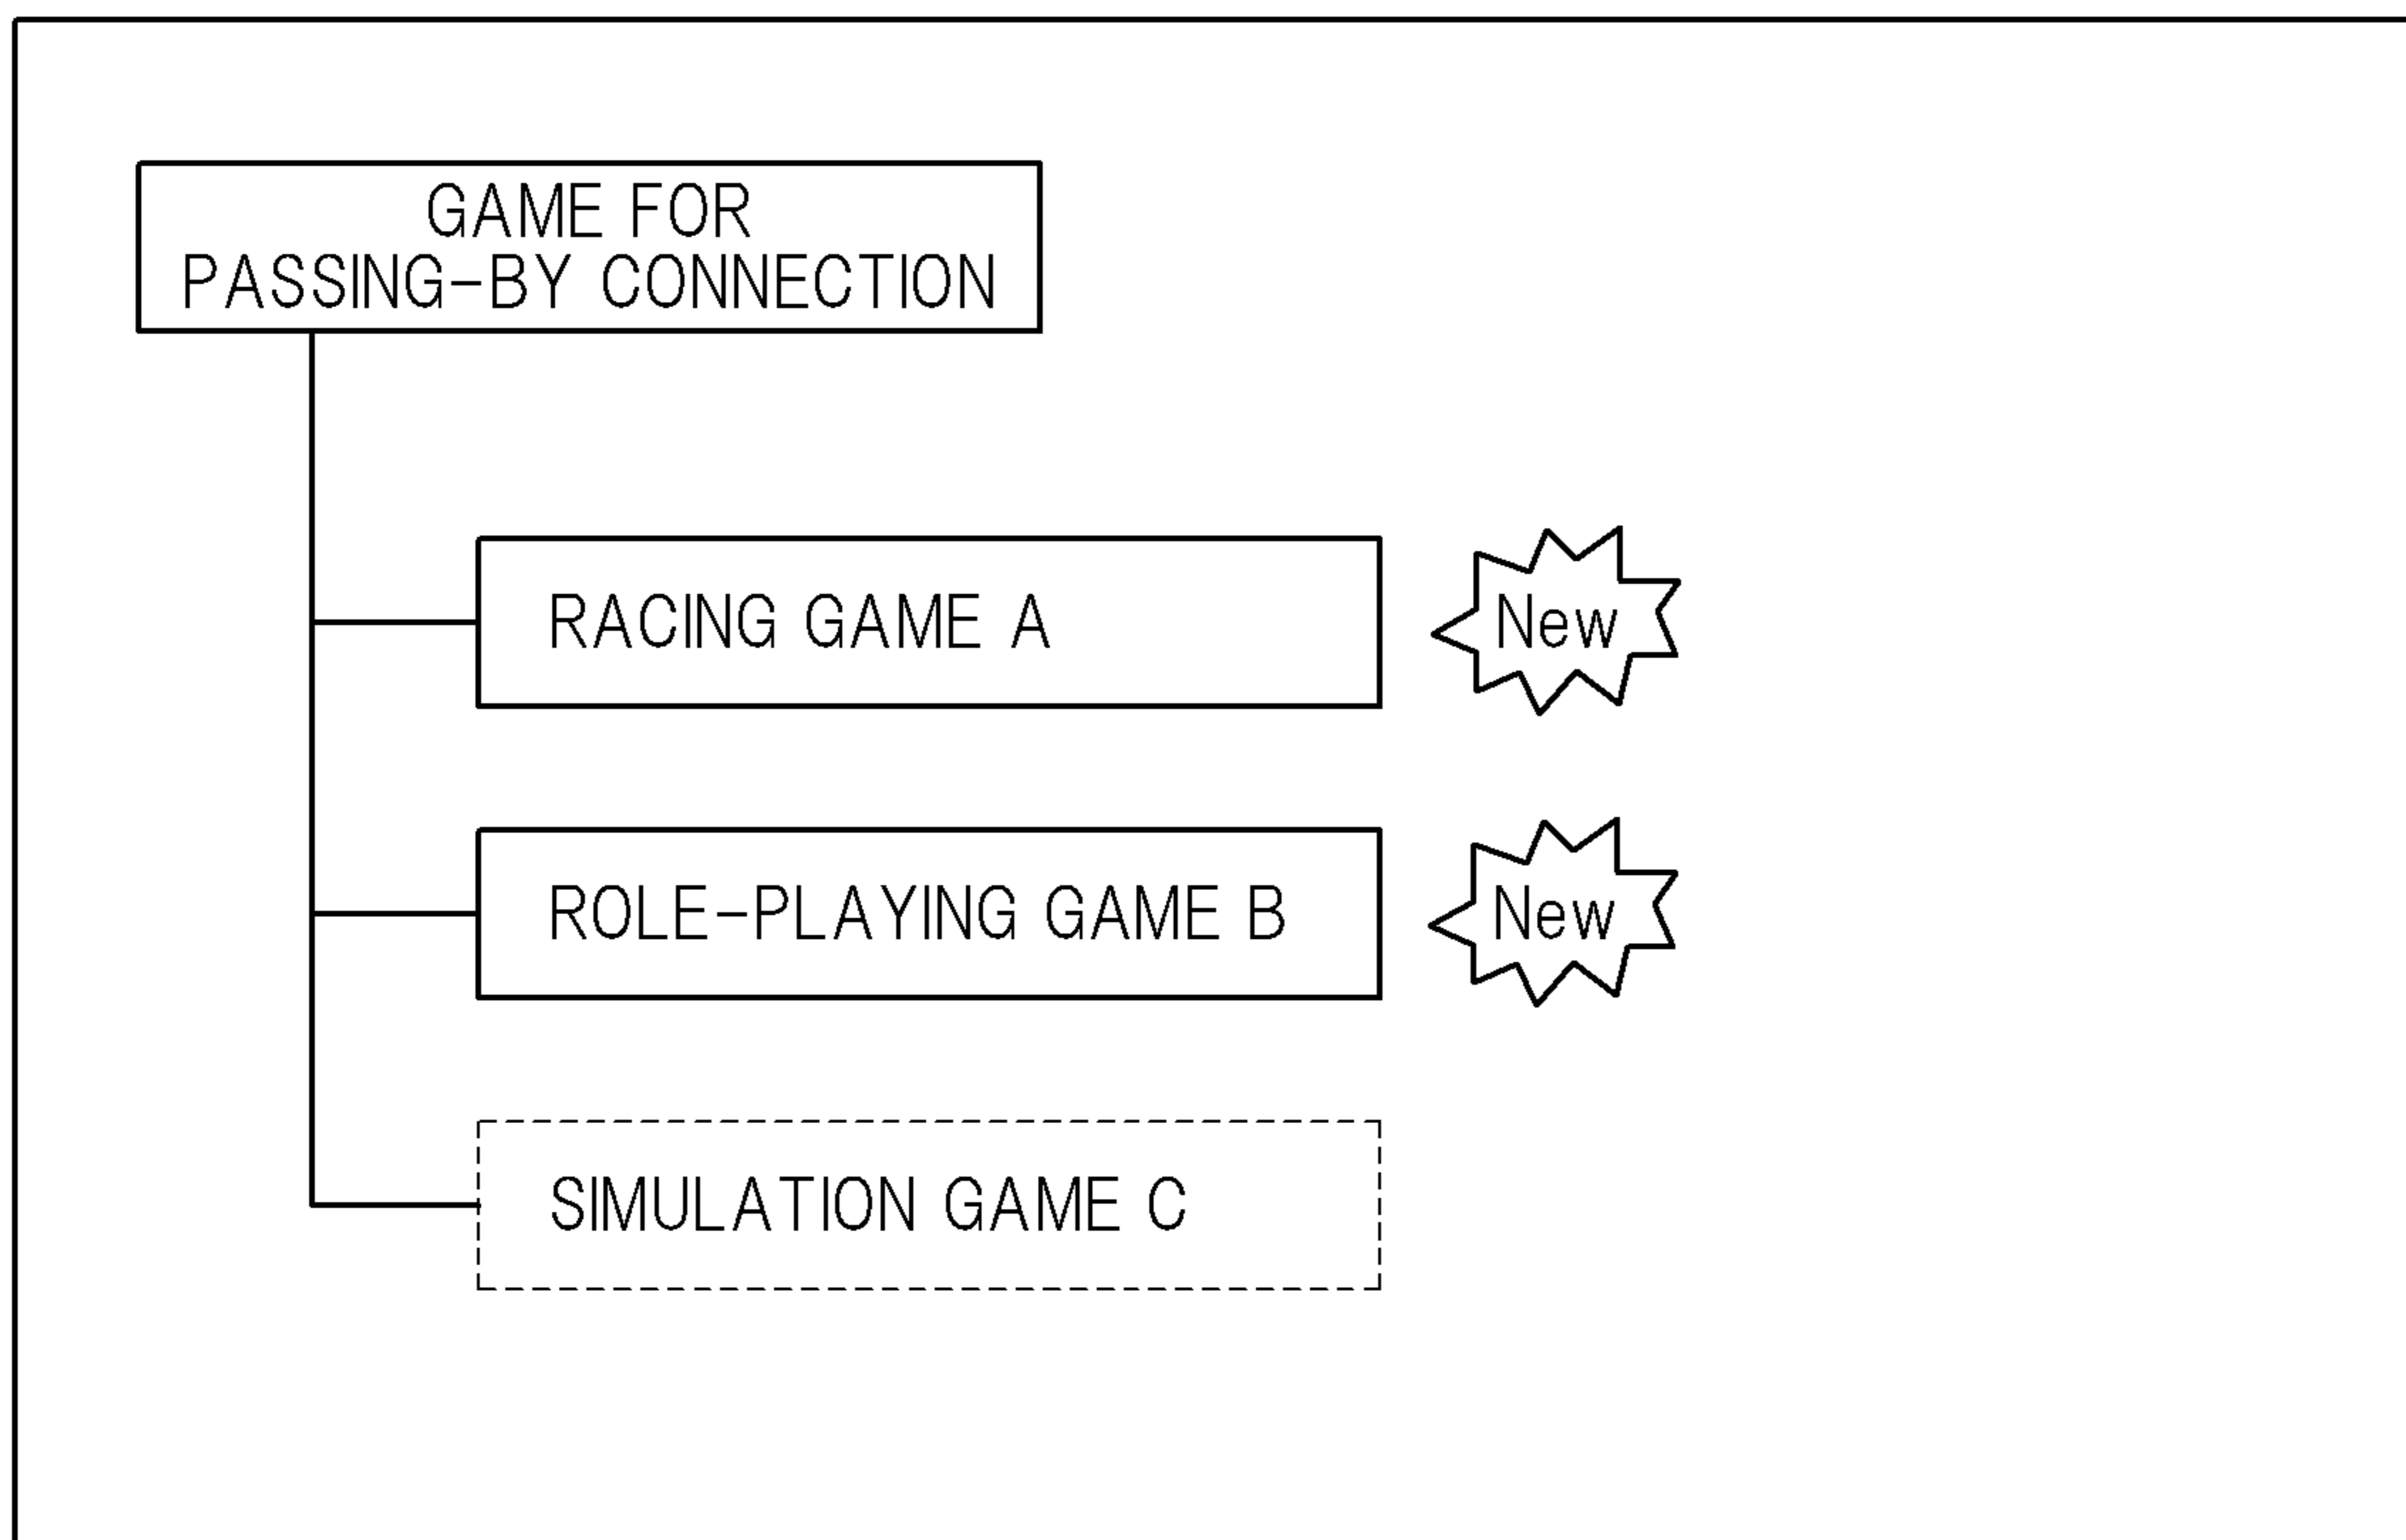 GAME FOR
PASSING-BY CONNECTION
RACING GAME A
New
ROLE-PLAYING GAME B
New
SIMULATION GAME C